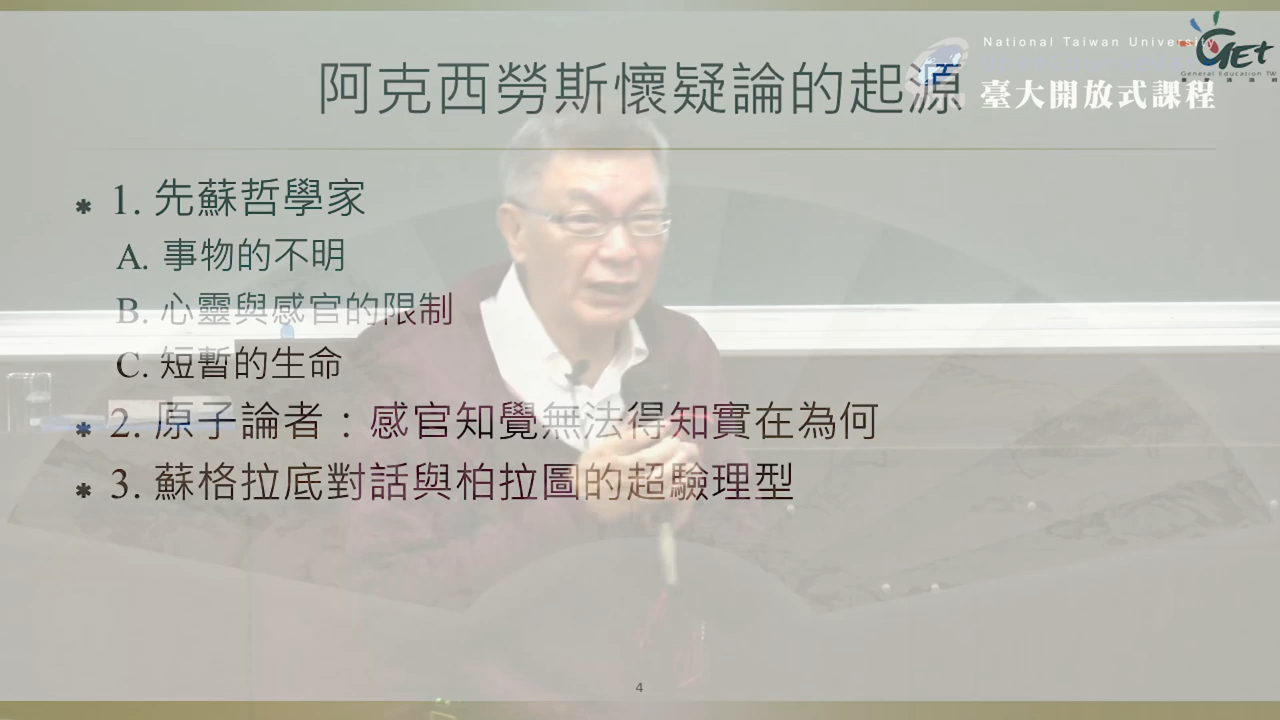 阿克西勞斯懷疑論的起源
National Taiwan University
臺大開放式課程
GEt
General Education TW
1. 先蘇哲學家
A. 事物的不明
B. 心靈與感官的限制
C. 短暫的生命
2. 原子論者：感官知覺無法得知實在為何
3. 蘇格拉底對話與柏拉圖的超驗理型
4